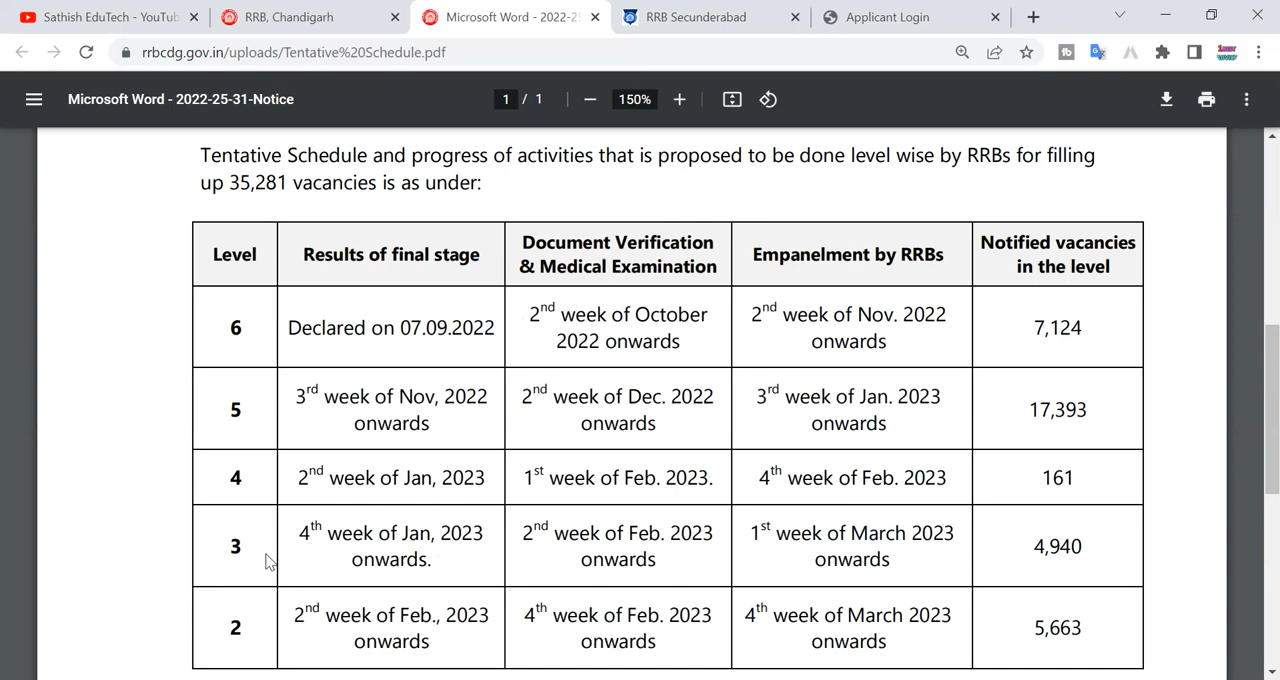 Sathish EduTech - YouTub
RRB, Chandigarh
Microsoft Word - 2022-25
RRB Secunderabad
Applicant Login
rrbcdg.gov.in/uploads/Tentative%20Schedule.pdf
Microsoft Word - 2022-25-31-Notice
1 / 1
150%
Tentative Schedule and progress of activities that is proposed to be done level wise by RRBs for filling
up 35,281 vacancies is as under:
Level
Results of final stage
Document Verification
& Medical Examination
Empanelment by RRBs
Notified vacancies
in the level
6
Declared on 07.09.2022
2nd week of October
2022 onwards
2nd week of Nov. 2022
onwards
7,124
5
3rd week of Nov, 2022
onwards
2nd week of Dec. 2022
onwards
3rd week of Jan. 2023
onwards
17,393
4
2nd week of Jan, 2023
1st week of Feb. 2023.
4th week of Feb. 2023
161
3
4th week of Jan, 2023
onwards.
2nd week of Feb. 2023
onwards
1st week of March 2023
onwards
4,940
2
2nd week of Feb., 2023
onwards
4th week of Feb. 2023
onwards
4th week of March 2023
onwards
5,663